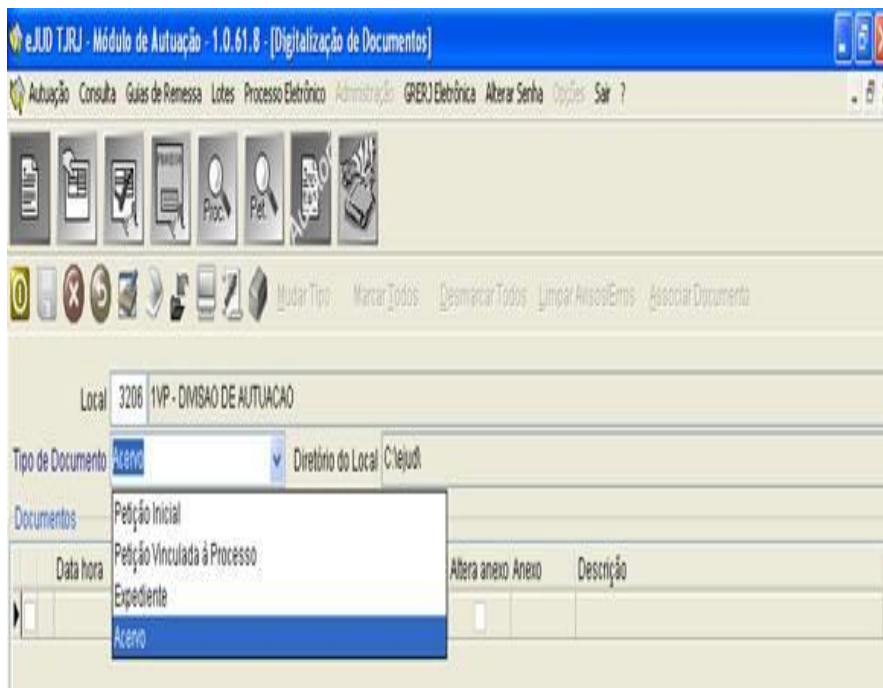 eJUD TJRJ - Módulo de Autuação - 1.0.61.8 - [Digitalização de Documentos]
Autuação Consulta Guias de Remessa Lotes Processo Eletrônico Administração GRERJ Eletrônica Alterar Senha Opções Sair ?
Proc. Pet.
Mudar Tipo Marcar Todos Desmarcar Todos Limpar Avisos/Erros Associar Documento
Local 3206 1VP - DIVISAO DE AUTUACAO
Tipo de Documento Acervo Diretório do Local C:\ejud\
Documentos
Petição Inicial
Petição Vinculada à Processo
Data hora Altera anexo Anexo Descrição
Expediente
Acervo